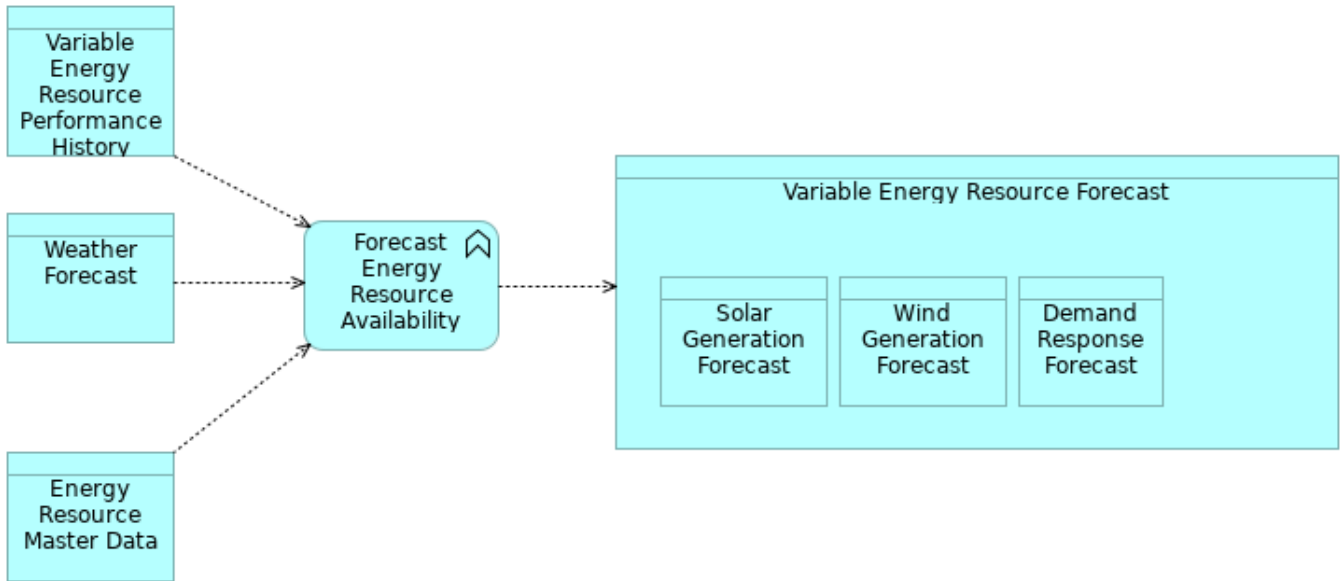 Variable
Energy
Resource
Performance
History
Weather
Forecast
Energy
Resource
Master Data
Forecast
Energy
Resource
Availability
Variable Energy Resource Forecast
Solar
Generation
Forecast
Wind
Generation
Forecast
Demand
Response
Forecast